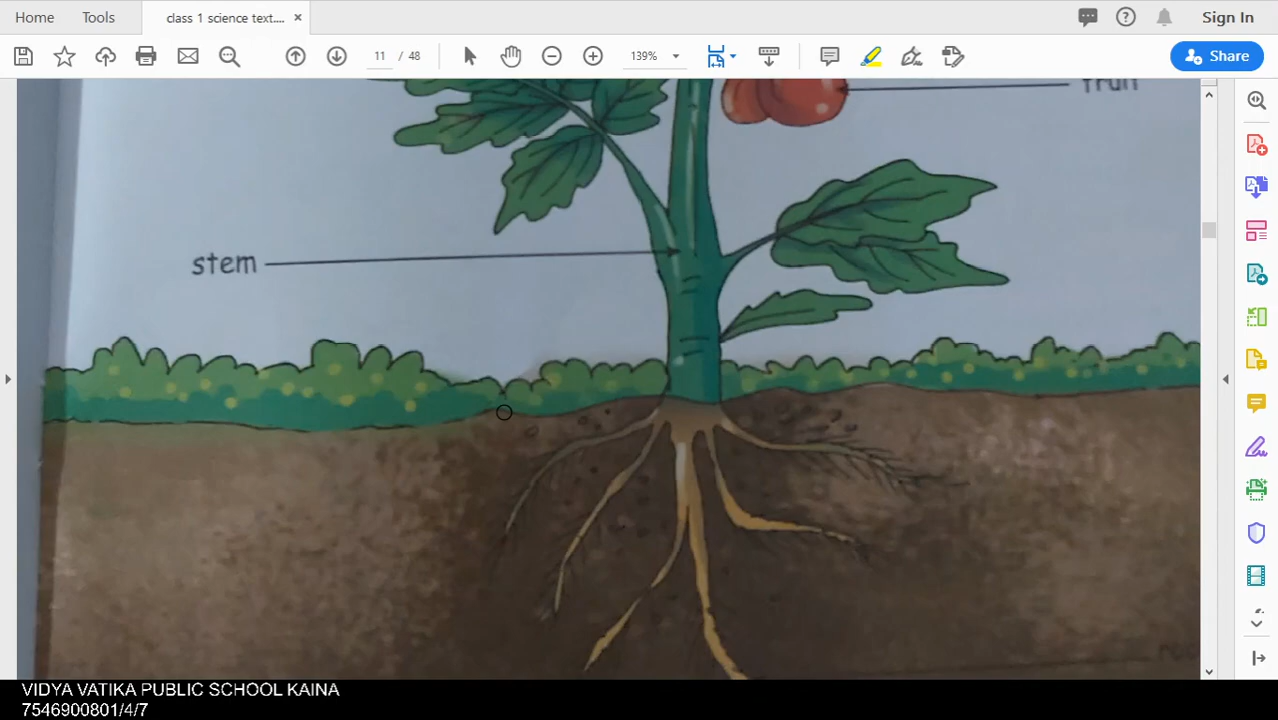 Home
Tools
class 1 science text....
Sign In
11 / 48
139%
Share
fruit
stem
VIDYA VATIKA PUBLIC SCHOOL KAINA
7546900801/4/7